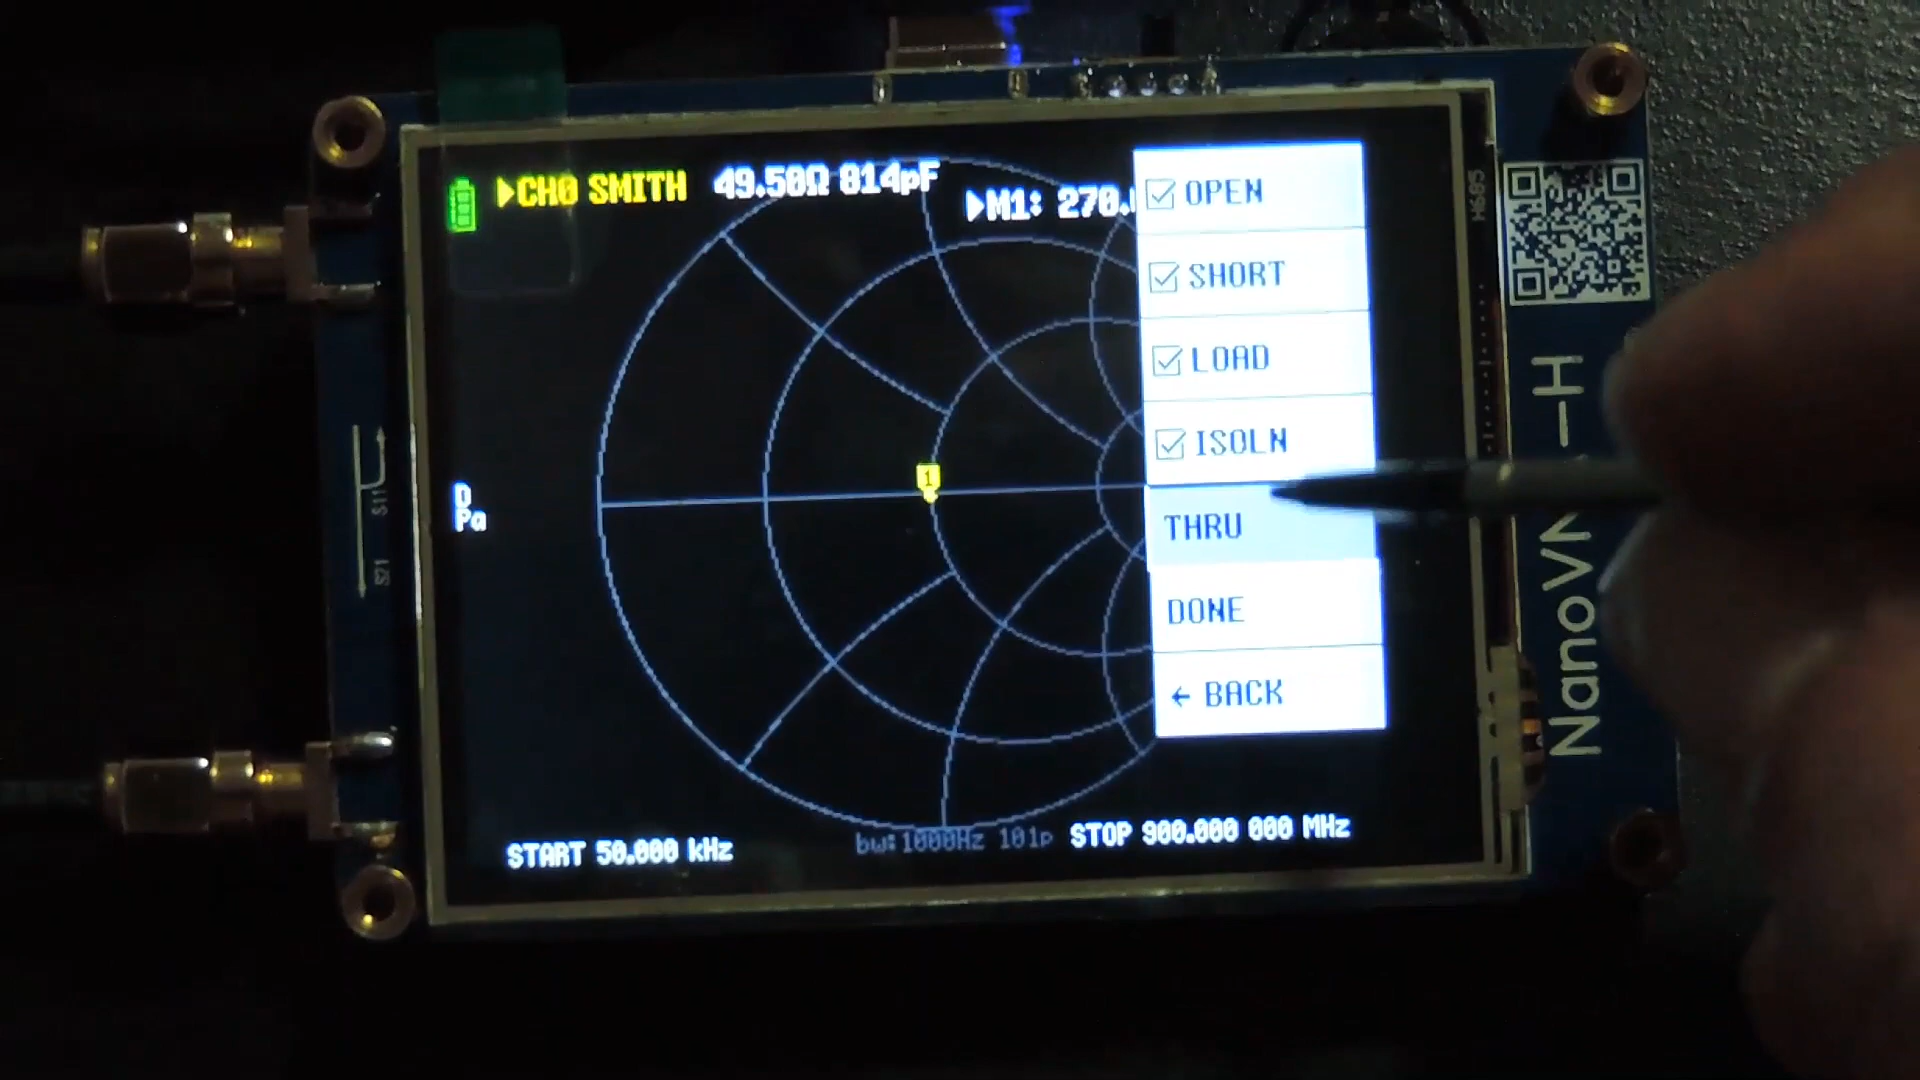 ▶CH0 SMITH 49.50Ω 814pF
▶M1: 270.
OPEN
SHORT
LOAD
ISOLN
THRU
DONE
← BACK
1
D
Pa
START 50.000 kHz
bw:1000Hz 101p
STOP 900.000 000 MHz
S11
S21
-H
NanoVN